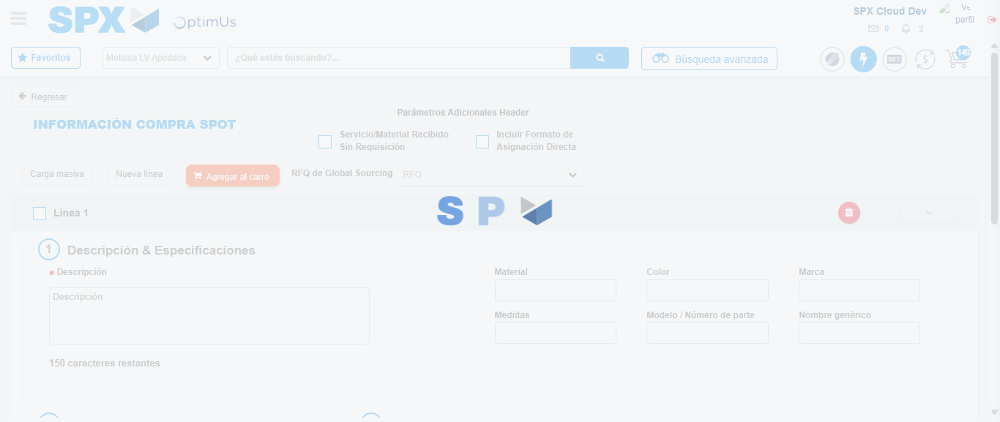 SPX
OptimUs
SPX Cloud Dev
Ve
perfil
0
2
Favoritos
Metalsa LV Apodaca
¿Qué estás buscando?...
Búsqueda avanzada
148
Regresar
INFORMACIÓN COMPRA SPOT
Parámetros Adicionales Header
Servicio/Material Recibido
Sin Requisición
Incluir Formato de
Asignación Directa
Carga masiva
Nueva línea
Agregar al carro
RFQ de Global Sourcing
RFQ
S P
Línea 1
1
Descripción & Especificaciones
* Descripción
Descripción
150 caracteres restantes
Material
Color
Marca
Medidas
Modelo / Número de parte
Nombre genérico